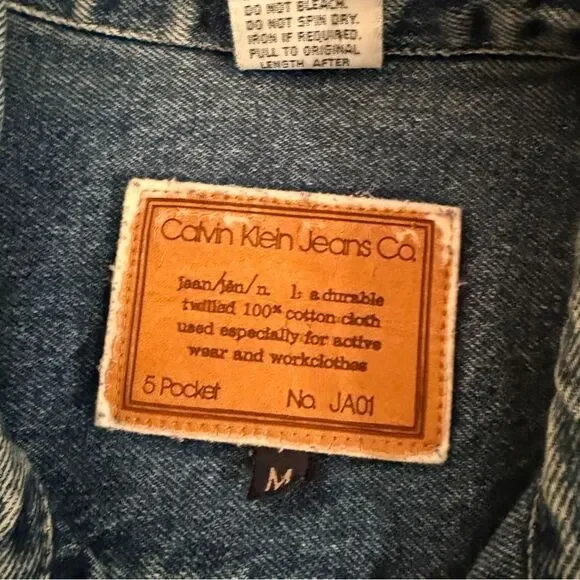 DO NOT BLEACH.
DO NOT SPIN DRY.
IRON IF REQUIRED.
PULL TO ORIGINAL
LENGTH AFTER
Calvin Klein Jeans Co.
jean/jēn/n. 1: a durable
twilled 100% cotton cloth
used especially for active
wear and workclothes
5 Pocket No. JA01
M